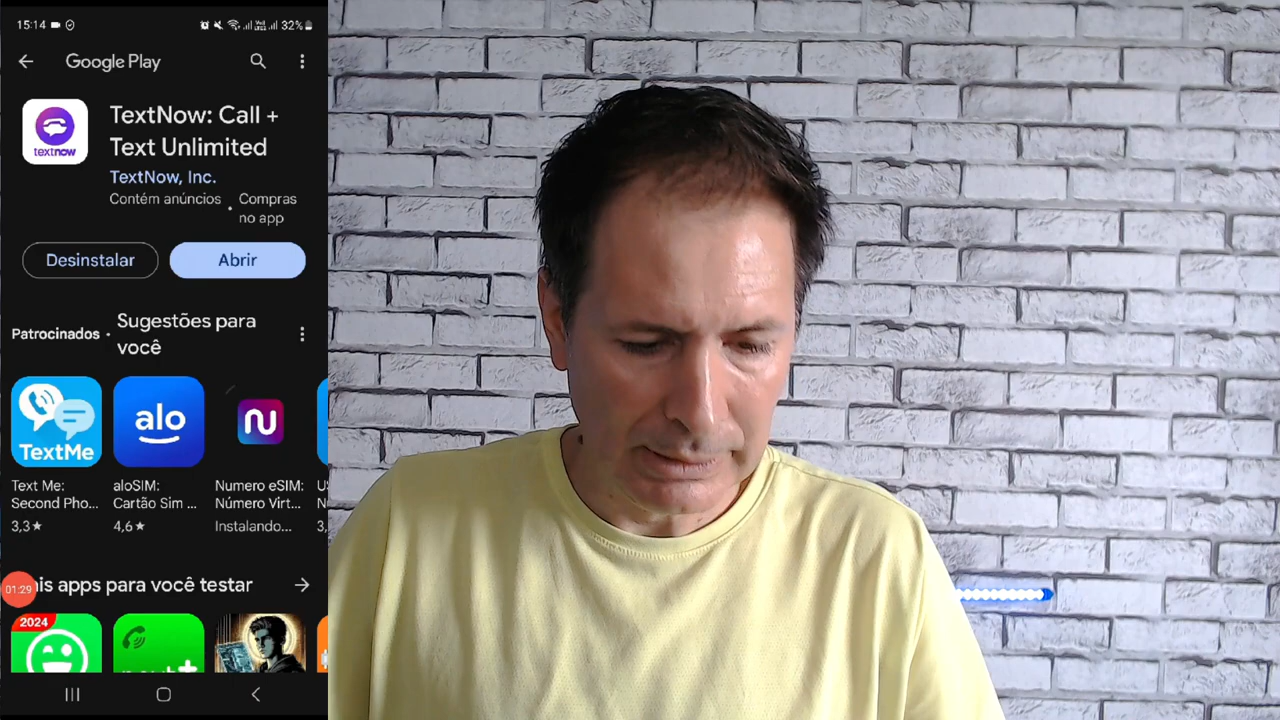 15:14
32%
Google Play
textnow
TextNow: Call +
Text Unlimited
TextNow, Inc.
Contém anúncios • Compras
no app
Desinstalar
Abrir
Patrocinados • Sugestões para
você
TextMe
alo
Text Me:
Second Pho...
3,3★
aloSIM:
Cartão Sim ...
4,6★
Numero eSIM:
Número Virt...
Instalando...
3,
01:29
is apps para você testar
2024